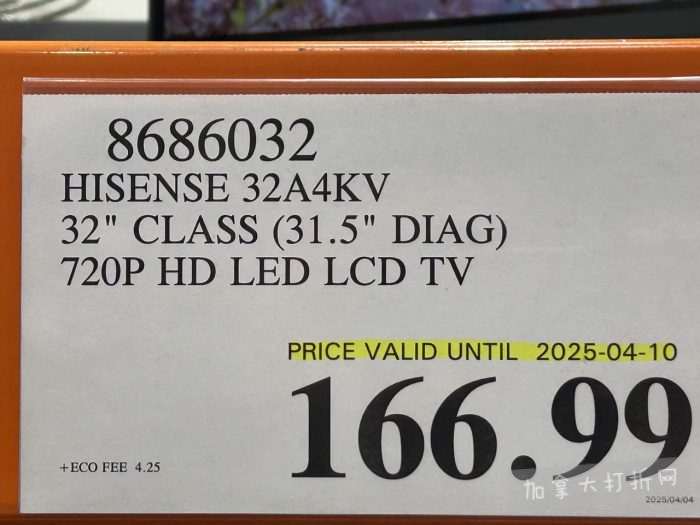 8686032
HISENSE 32A4KV
32" CLASS (31.5" DIAG)
720P HD LED LCD TV
PRICE VALID UNTIL 2025-04-10
166.99
+ECO FEE 4.25
加拿大打折网
2025/04/04